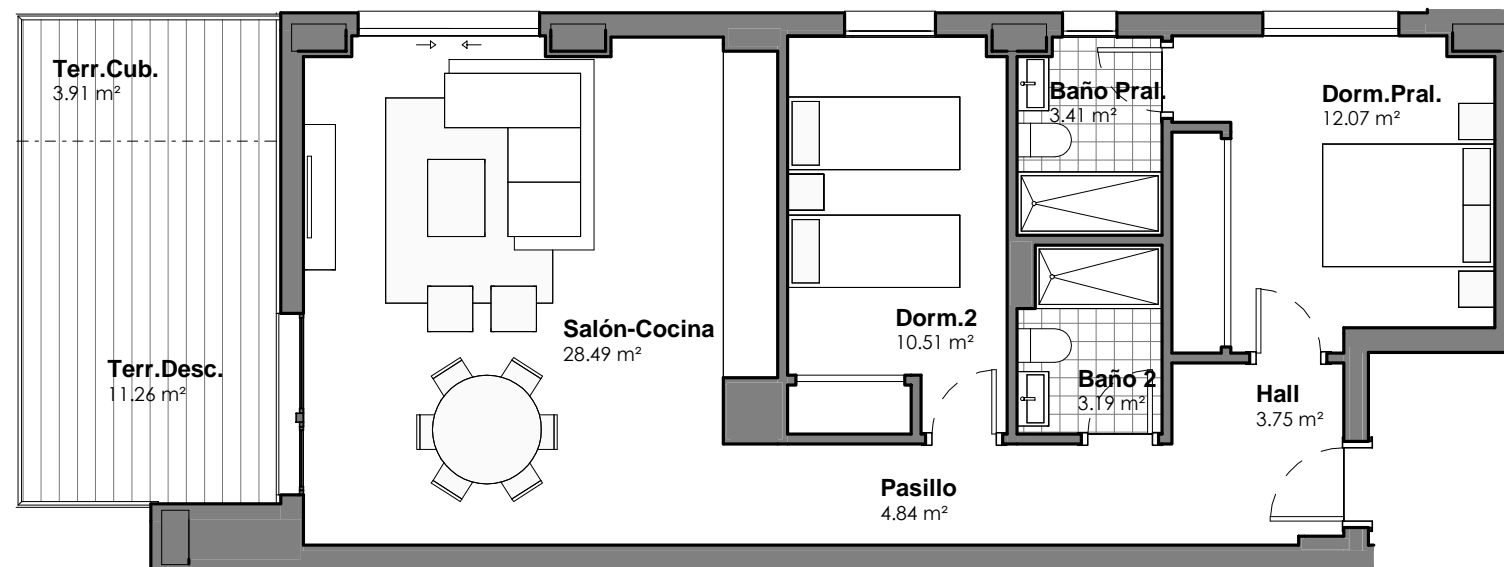 Terr.Cub.
3.91 m²
Baño Pral.
3.41 m²
Dorm.Pral.
12.07 m²
Salón-Cocina
28.49 m²
Dorm.2
10.51 m²
Terr.Desc.
11.26 m²
Baño 2
3.19 m²
Hall
3.75 m²
Pasillo
4.84 m²